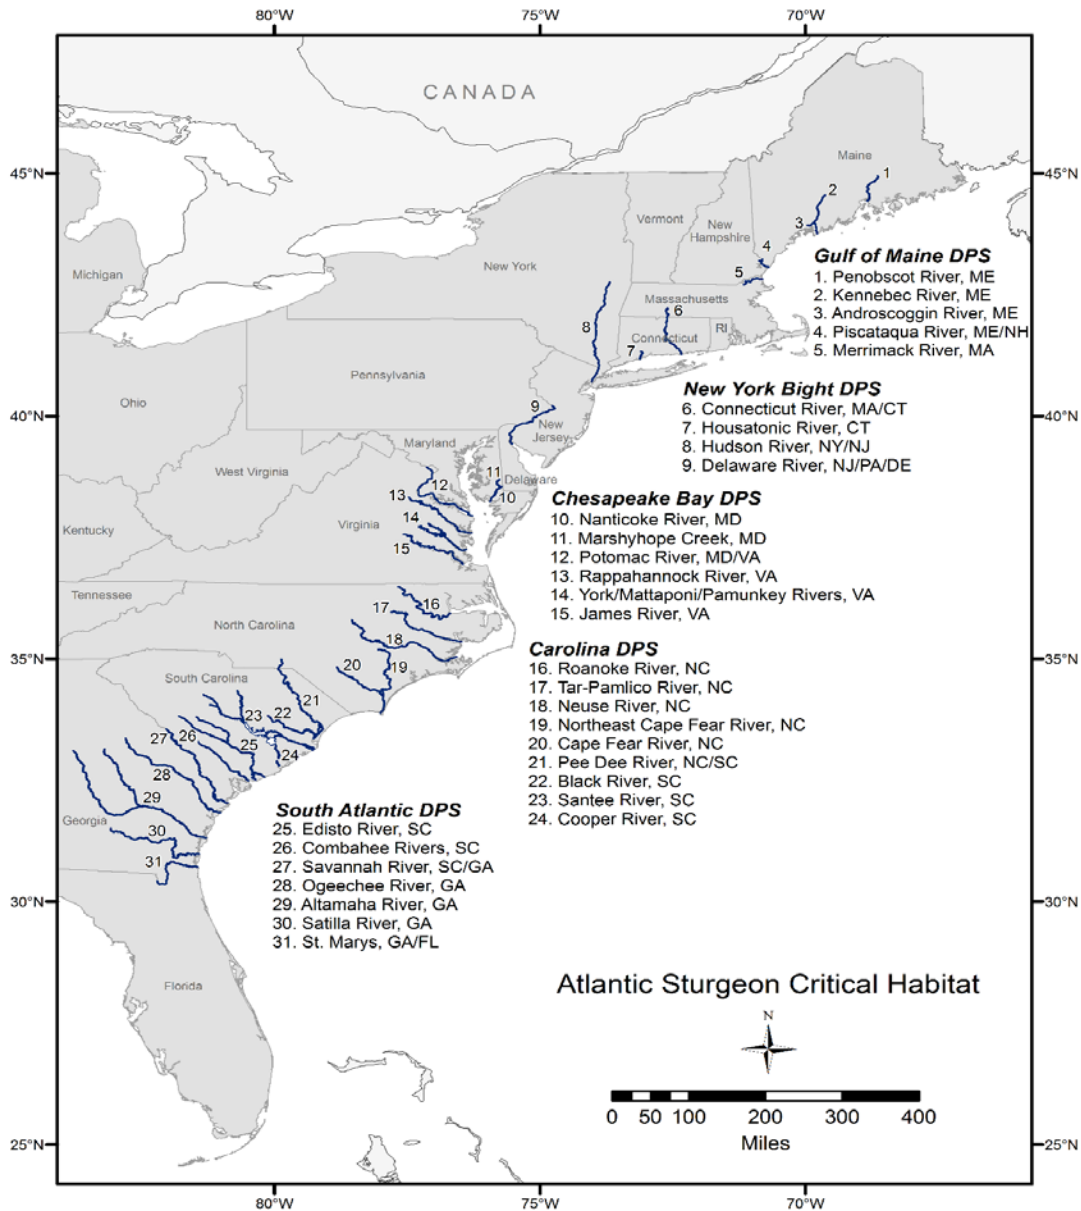 80°W 75°W 70°W
CANADA
45°N 45°N
Maine
1
2
3
Vermont
New
Hampshire
4
Michigan
New York
5
Gulf of Maine DPS
1. Penobscot River, ME
2. Kennebec River, ME
3. Androscoggin River, ME
4. Piscataqua River, ME/NH
5. Merrimack River, MA
Massachusetts
6
8
RI
Connecticut
7
Pennsylvania
New York Bight DPS
6. Connecticut River, MA/CT
7. Housatonic River, CT
8. Hudson River, NY/NJ
9. Delaware River, NJ/PA/DE
Ohio
9
40°N 40°N
New
Jersey
Maryland
West Virginia
11
Delaware
12
10
13
Chesapeake Bay DPS
10. Nanticoke River, MD
11. Marshyhope Creek, MD
12. Potomac River, MD/VA
13. Rappahannock River, VA
14. York/Mattaponi/Pamunkey Rivers, VA
15. James River, VA
Kentucky
Virginia
14
15
Tennessee
16
17
North Carolina
18
35°N 35°N
Carolina DPS
16. Roanoke River, NC
17. Tar-Pamlico River, NC
18. Neuse River, NC
19. Northeast Cape Fear River, NC
20. Cape Fear River, NC
21. Pee Dee River, NC/SC
22. Black River, SC
23. Santee River, SC
24. Cooper River, SC
20
19
South Carolina
21
23
22
27
26
25
24
28
29
Georgia
30
31
South Atlantic DPS
25. Edisto River, SC
26. Combahee Rivers, SC
27. Savannah River, SC/GA
28. Ogeechee River, GA
29. Altamaha River, GA
30. Satilla River, GA
31. St. Marys, GA/FL
30°N 30°N
Florida
Atlantic Sturgeon Critical Habitat
N
0 50 100 200 300 400
Miles
25°N 25°N
80°W 75°W 70°W